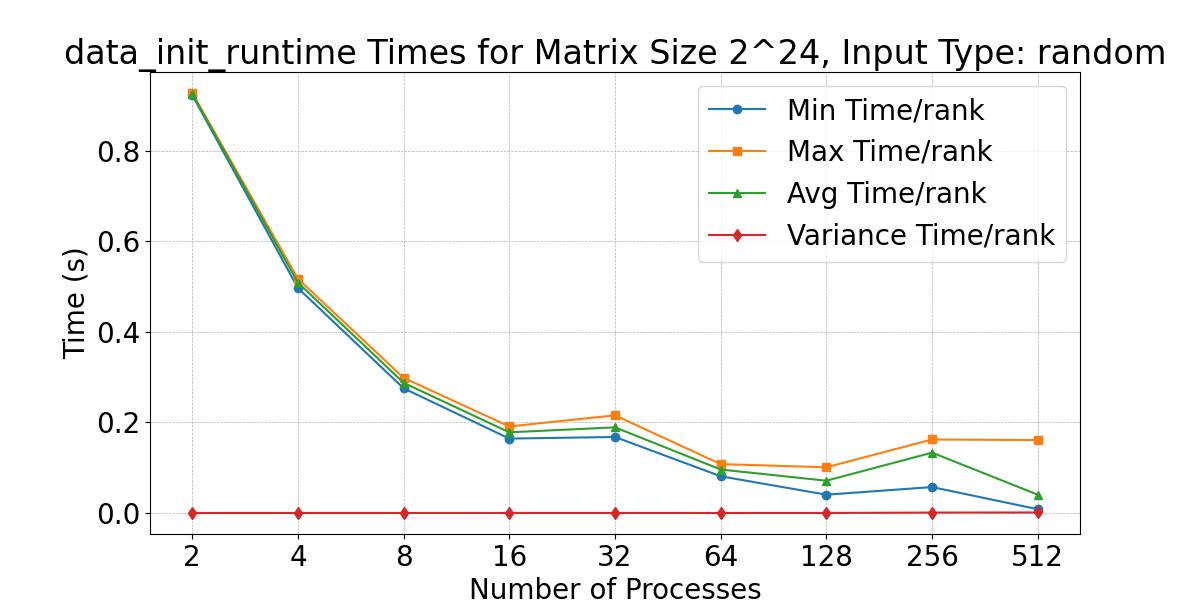 data_init_runtime Times for Matrix Size 2^24, Input Type: random
Min Time/rank
Max Time/rank
Avg Time/rank
Variance Time/rank
Time (s)
0.8
0.6
0.4
0.2
0.0
2 4 8 16 32 64 128 256 512
Number of Processes